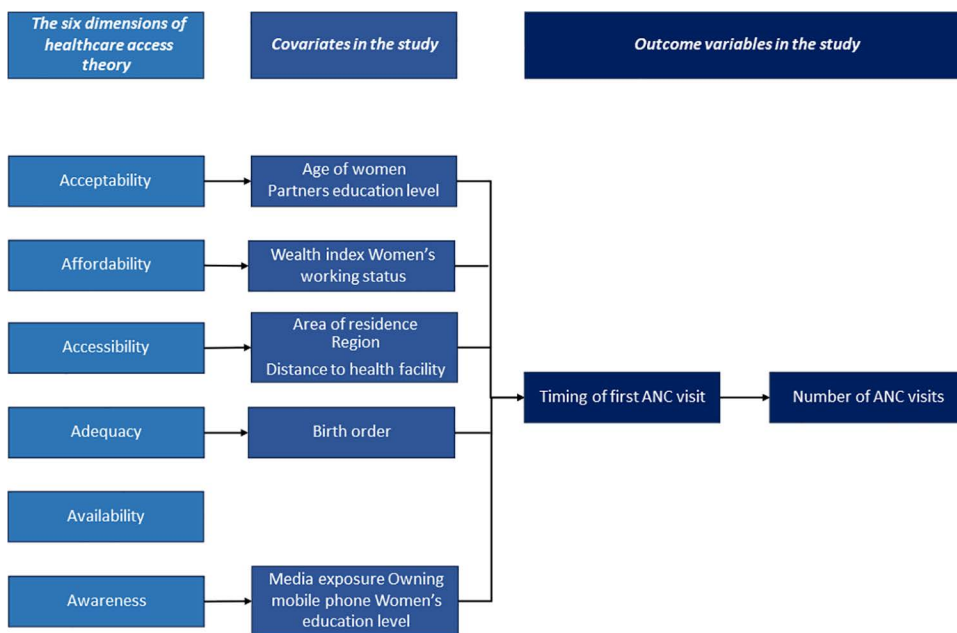 The six dimensions of
healthcare access
theory
Covariates in the study
Outcome variables in the study
Acceptability
Age of women
Partners education level
Affordability
Wealth index Women's
working status
Accessibility
Area of residence
Region
Distance to health facility
Timing of first ANC visit
Number of ANC visits
Adequacy
Birth order
Availability
Awareness
Media exposure Owning
mobile phone Women's
education level